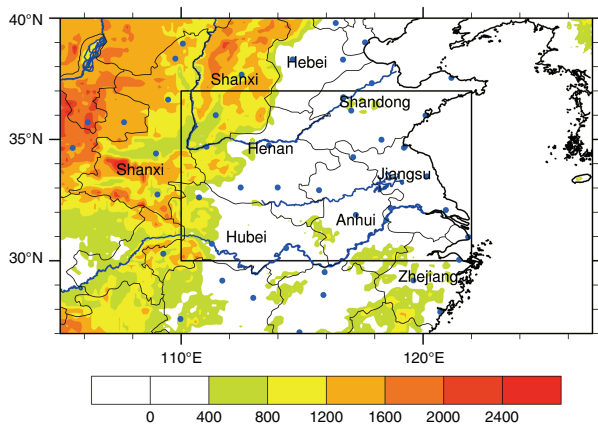 40°N
Hebei
Shanxi
Shandong
35°N
Henan
Shanxi
Jiangsu
Anhui
Hubei
30°N
Zhejiang
110°E 120°E
0 400 800 1200 1600 2000 2400